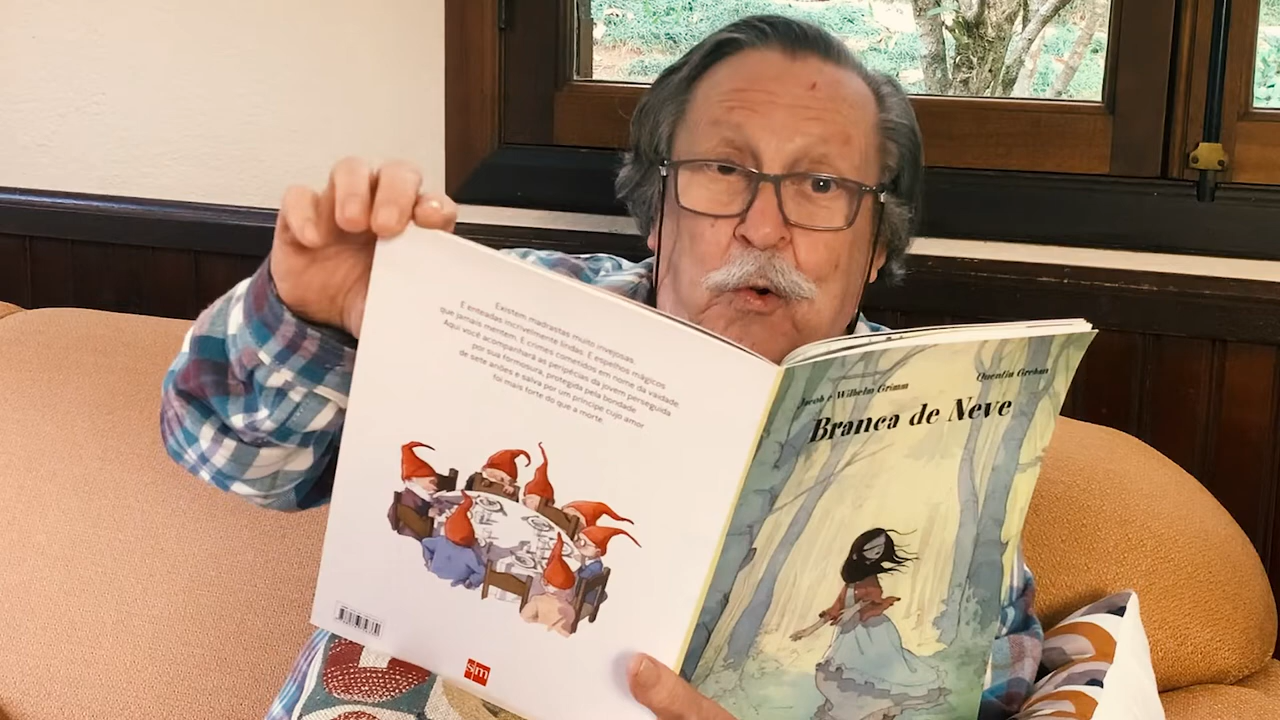 Existem madrastas muito invejosas.
E enteadas incrivelmente lindas. E espelhos mágicos
que jamais mentem. E crimes cometidos em nome da vaidade.
Aqui você acompanhará as peripécias da jovem perseguida
por sua formosura, protegida pela bondade
de sete anões e salva por um príncipe cujo amor
foi mais forte do que a morte.
sm
Jacob e Wilhelm Grimm
Quentin Gréban
Branca de Neve